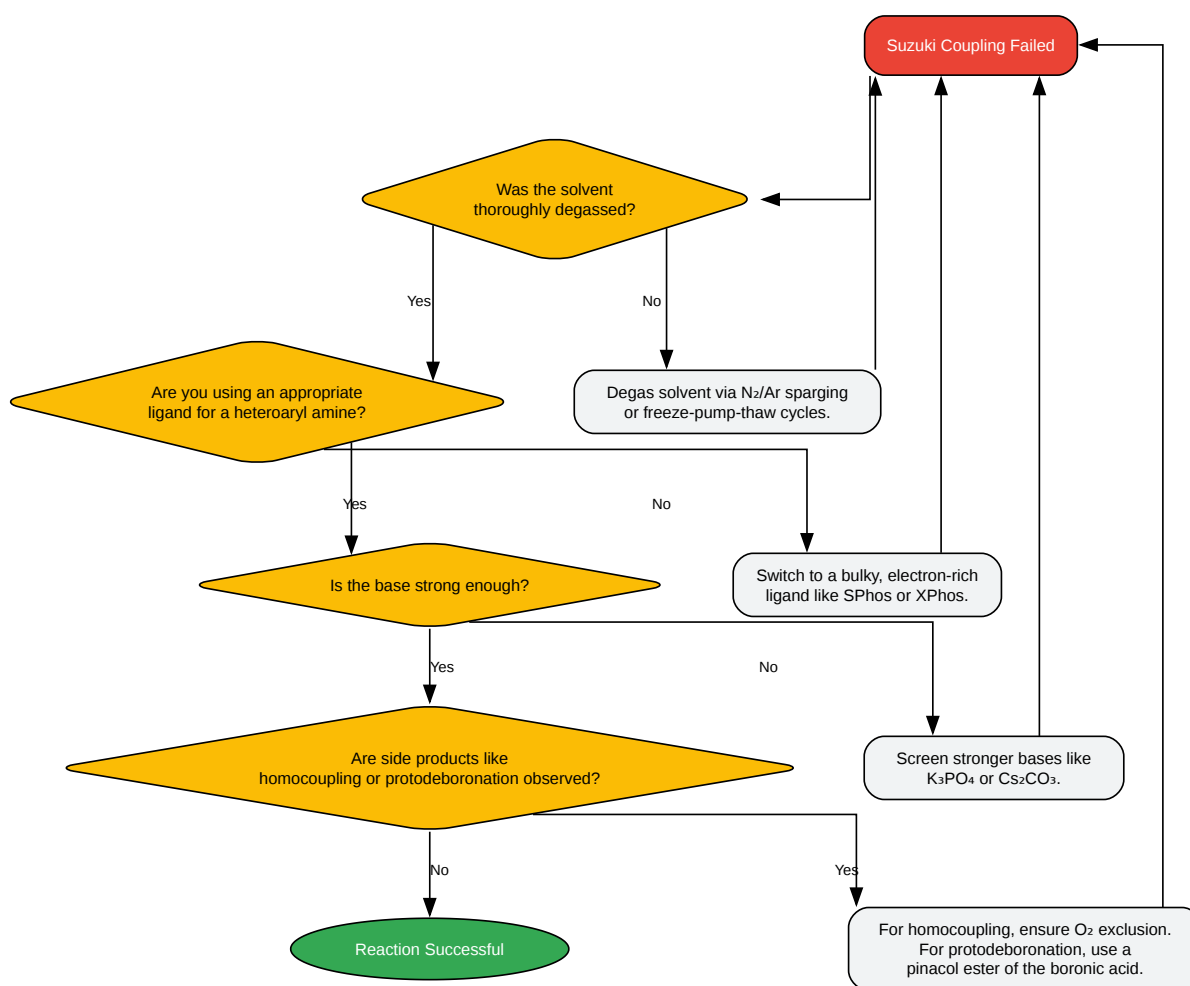 Suzuki Coupling Failed
Was the solvent
thoroughly degassed?
Yes
No
Are you using an appropriate
ligand for a heteroaryl amine?
Degas solvent via N₂/Ar sparging
or freeze-pump-thaw cycles.
Yes
No
Is the base strong enough?
Switch to a bulky, electron-rich
ligand like SPhos or XPhos.
Yes
No
Are side products like
homocoupling or protodeboronation observed?
Screen stronger bases like
K₃PO₄ or Cs₂CO₃.
No
Yes
Reaction Successful
For homocoupling, ensure O₂ exclusion.
For protodeboronation, use a
pinacol ester of the boronic acid.